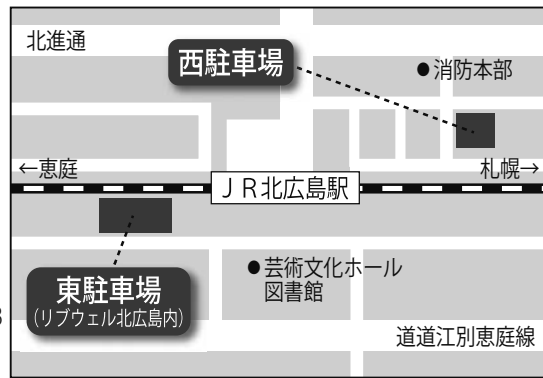 北進通
西駐車場
●消防本部
←恵庭
札幌→
ＪＲ北広島駅
東駐車場
(リブウェル北広島内)
●芸術文化ホール
図書館
道道江別恵庭線